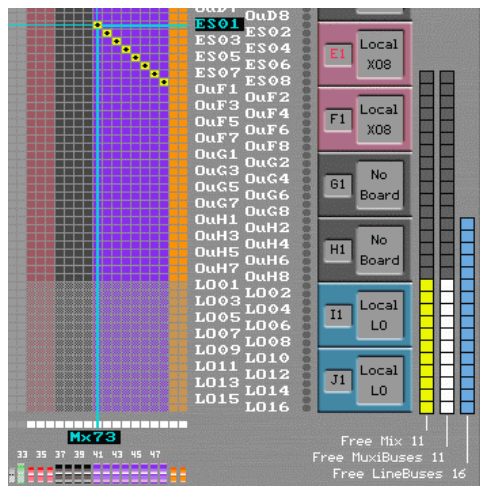 OuD7
OuD8
ES01
ES02
ES03
ES04
ES05
ES06
ES07
ES08
OuF1
OuF2
OuF3
OuF4
OuF5
OuF6
OuF7
OuF8
OuG1
OuG2
OuG3
OuG4
OuG5
OuG6
OuG7
OuG8
OuH1
OuH2
OuH3
OuH4
OuH5
OuH6
OuH7
OuH8
LO01
LO02
LO03
LO04
LO05
LO06
LO07
LO08
LO09
LO10
LO11
LO12
LO13
LO14
LO15
LO16
E1 Local
X08
F1 Local
X08
G1 No
Board
H1 No
Board
I1 Local
LO
J1 Local
LO
Mx73
33 35 37 39 41 43 45 47
Free Mix 11
Free MuxiBuses 11
Free LineBuses 16